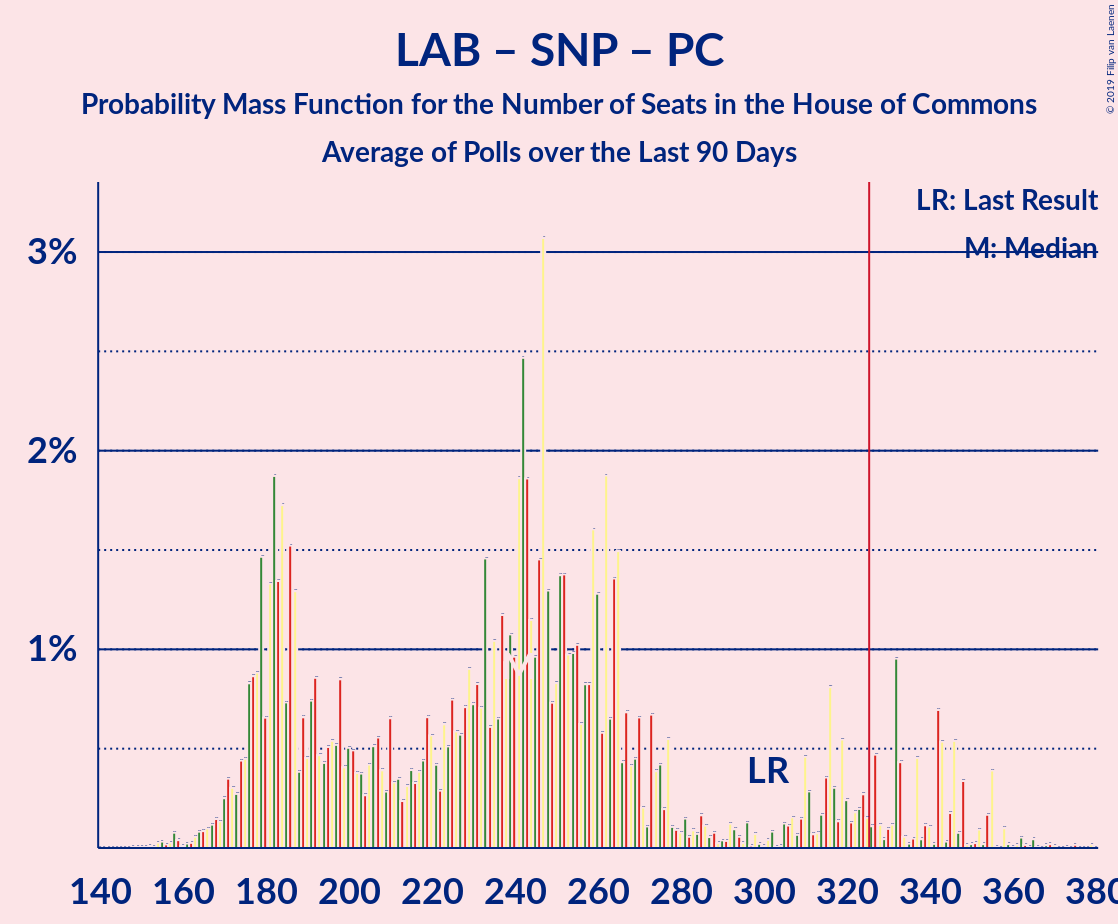 LAB – SNP – PC
Probability Mass Function for the Number of Seats in the House of Commons
Average of Polls over the Last 90 Days
© 2019 Filip van Laenen
LR: Last Result
M: Median
3%
2%
1%
LR
140 160 180 200 220 240 260 280 300 320 340 360 380